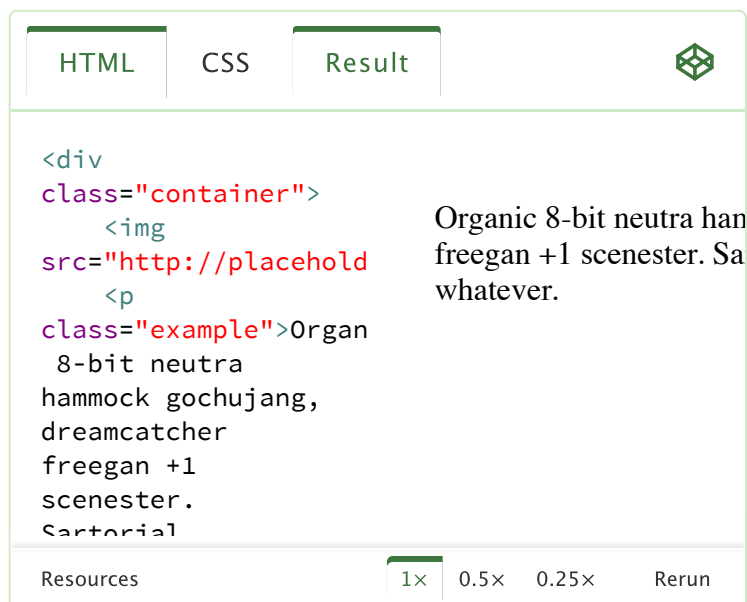 HTML CSS Result
<div
class="container">
<img
src="http://placehold
<p
class="example">Organ
8-bit neutra
hammock gochujang,
dreamcatcher
freegan +1
scenester.
Sartorial
Organic 8-bit neutra ham
freegan +1 scenester. Sa
whatever.
Resources 1× 0.5× 0.25× Rerun